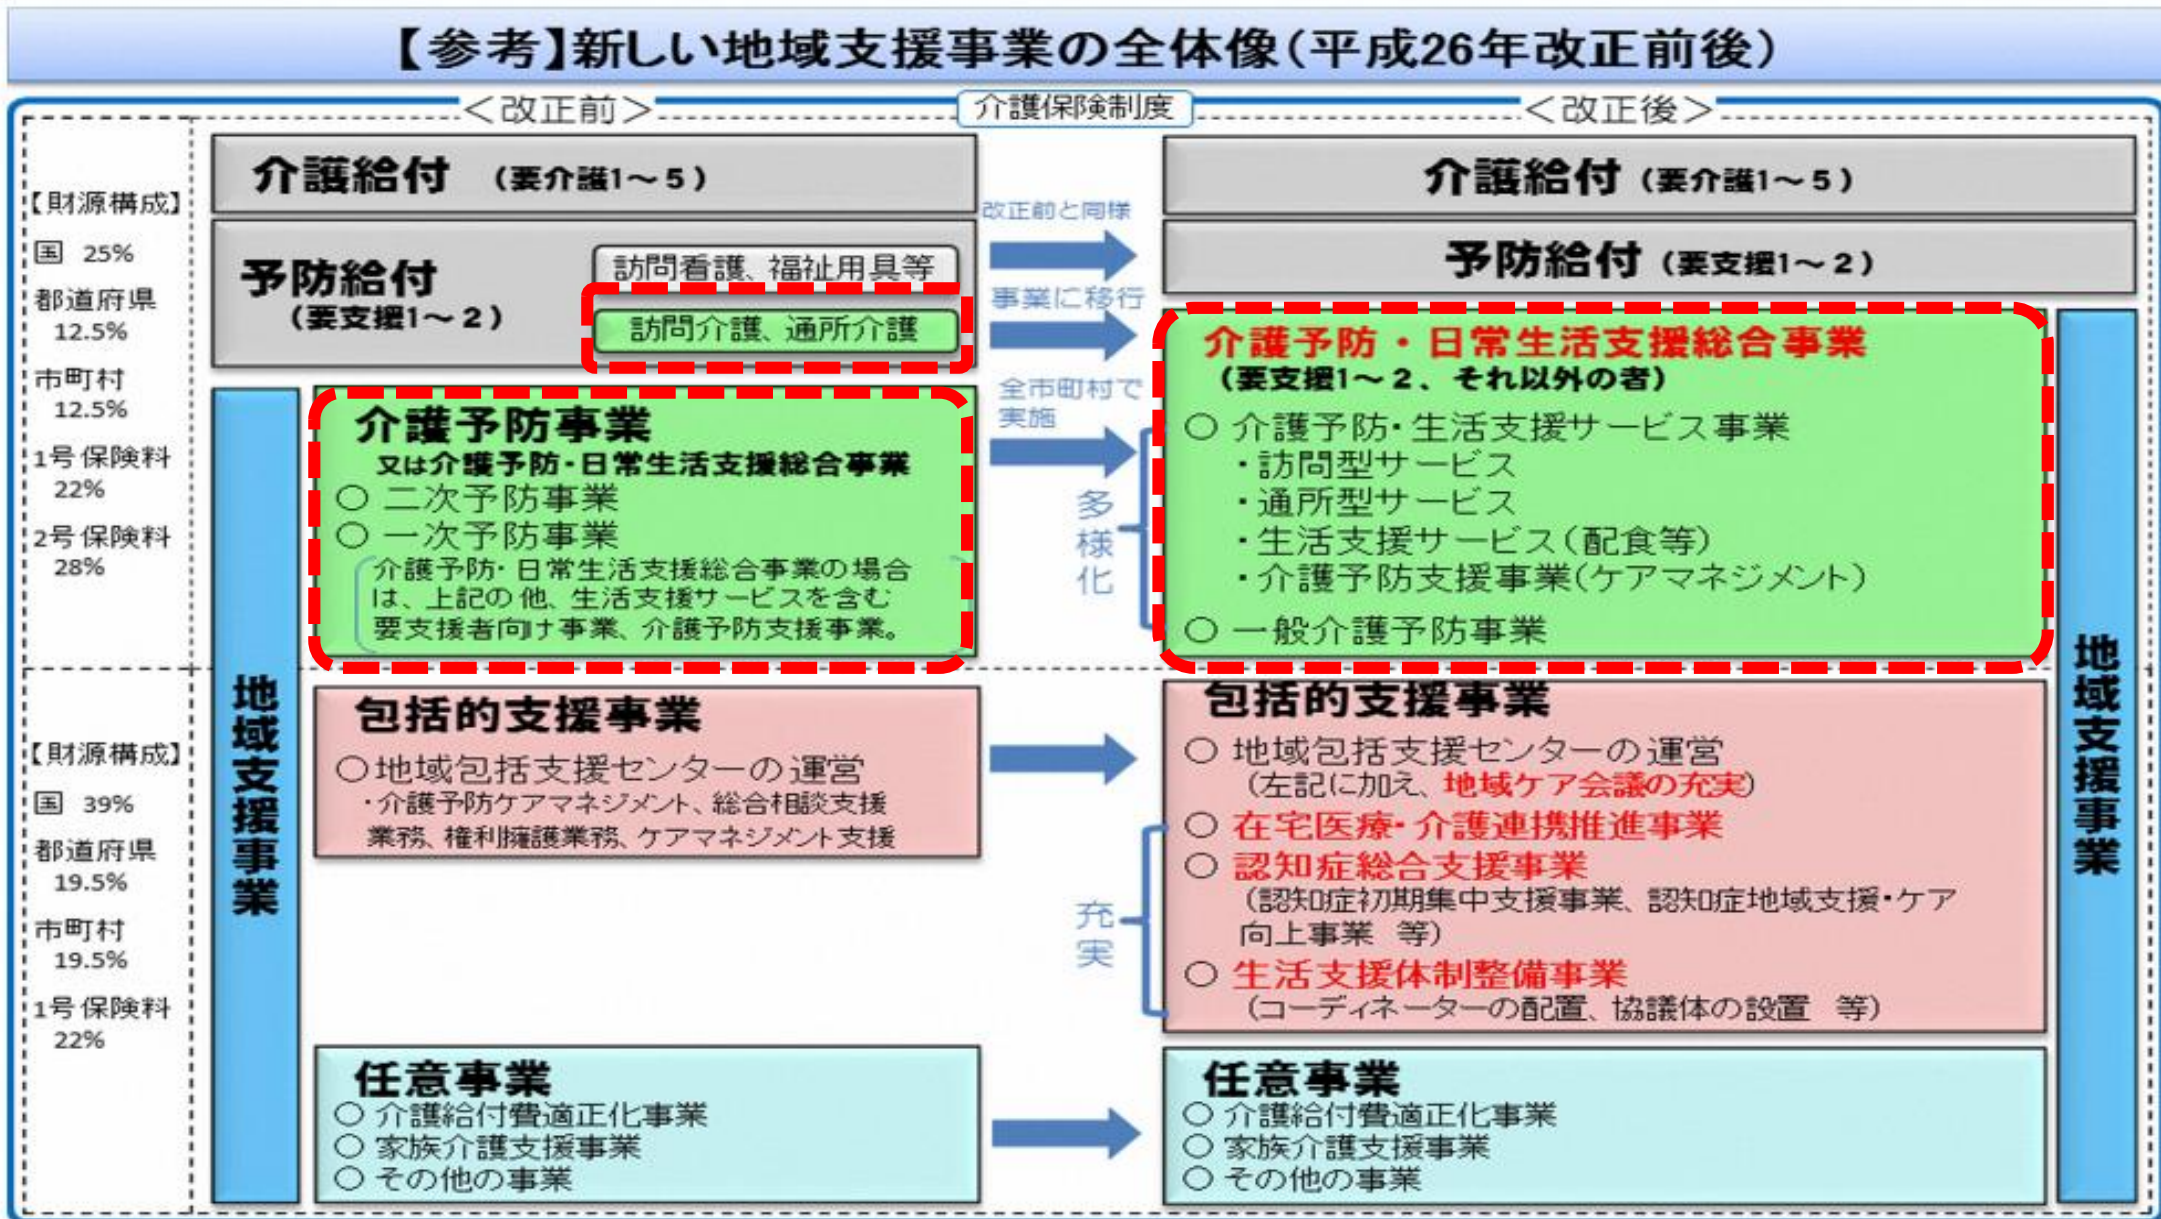 【参考】新しい地域支援事業の全体像(平成26年改正前後)
介護保険制度
<改正前>
<改正後>
【財源構成】
国 25%
都道府県
12.5%
市町村
12.5%
1号保険料
22%
2号保険料
28%
【財源構成】
国 39%
都道府県
19.5%
市町村
19.5%
1号保険料
22%
介護給付 (要介護1~5)
予防給付
(要支援1~2)
訪問看護、福祉用具等
訪問介護、通所介護
地域支援事業
介護予防事業
又は介護予防・日常生活支援総合事業
○ 二次予防事業
○ 一次予防事業
介護予防・日常生活支援総合事業の場合
は、上記の他、生活支援サービスを含む
要支援者向け事業、介護予防支援事業。
包括的支援事業
○地域包括支援センターの運営
・介護予防ケアマネジメント、総合相談支援
業務、権利擁護業務、ケアマネジメント支援
任意事業
○ 介護給付費適正化事業
○ 家族介護支援事業
○ その他の事業
改正前と同様
事業に移行
全市町村で
実施
多様化
充実
介護給付 (要介護1~5)
予防給付 (要支援1~2)
介護予防・日常生活支援総合事業
(要支援1~2、それ以外の者)
○ 介護予防・生活支援サービス事業
・訪問型サービス
・通所型サービス
・生活支援サービス(配食等)
・介護予防支援事業(ケアマネジメント)
○ 一般介護予防事業
包括的支援事業
○ 地域包括支援センターの運営
(左記に加え、地域ケア会議の充実)
○ 在宅医療・介護連携推進事業
○ 認知症総合支援事業
(認知症初期集中支援事業、認知症地域支援・ケア
向上事業 等)
○ 生活支援体制整備事業
(コーディネーターの配置、協議体の設置 等)
任意事業
○ 介護給付費適正化事業
○ 家族介護支援事業
○ その他の事業
地域支援事業